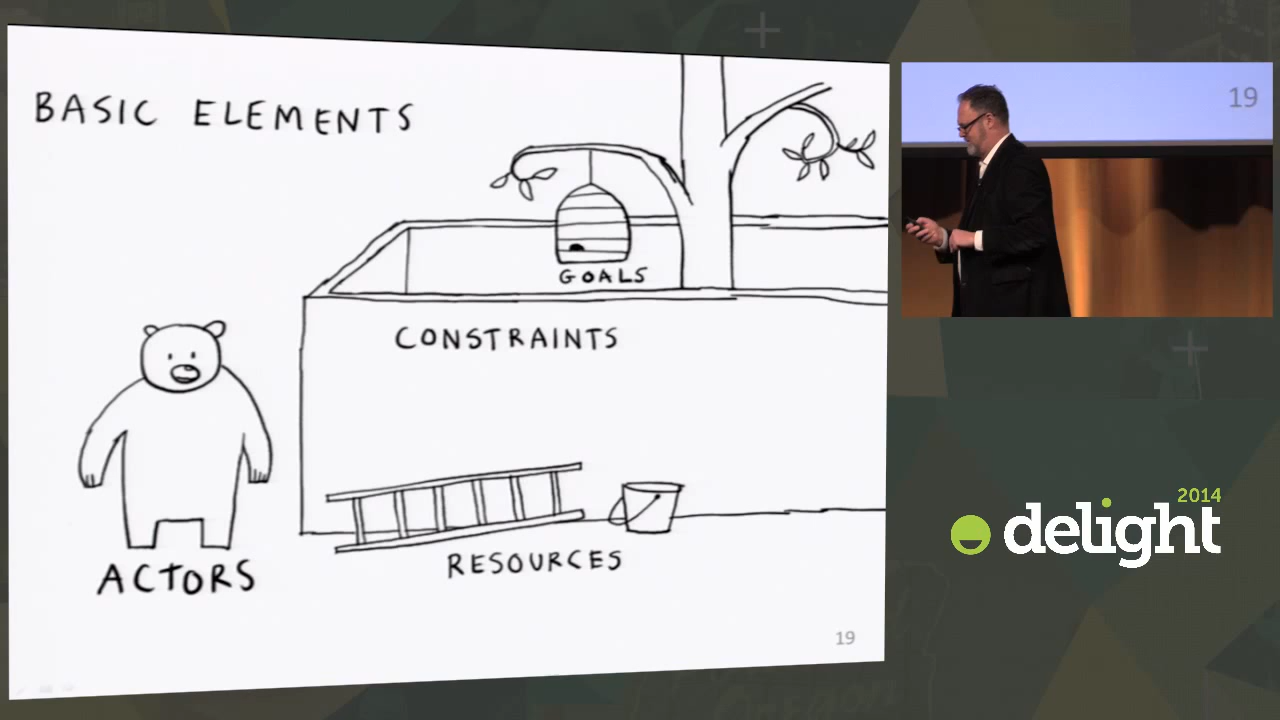 BASIC ELEMENTS
GOALS
CONSTRAINTS
RESOURCES
ACTORS
19
19
2014
delight